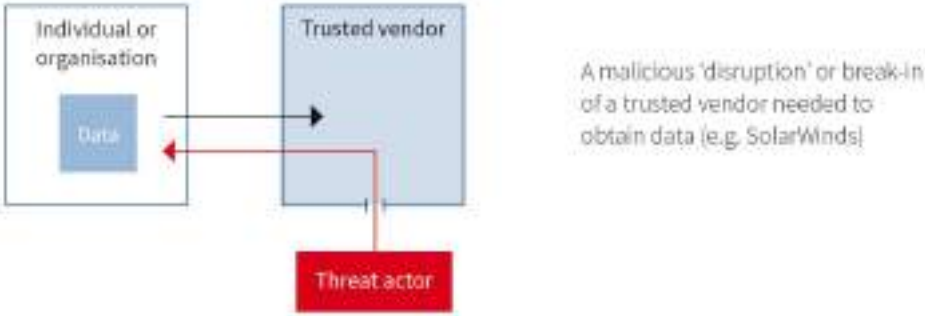 Individual or
organisation
Data
Trusted vendor
Threat actor
A malicious 'disruption' or break-in
of a trusted vendor needed to
obtain data (e.g. SolarWinds)